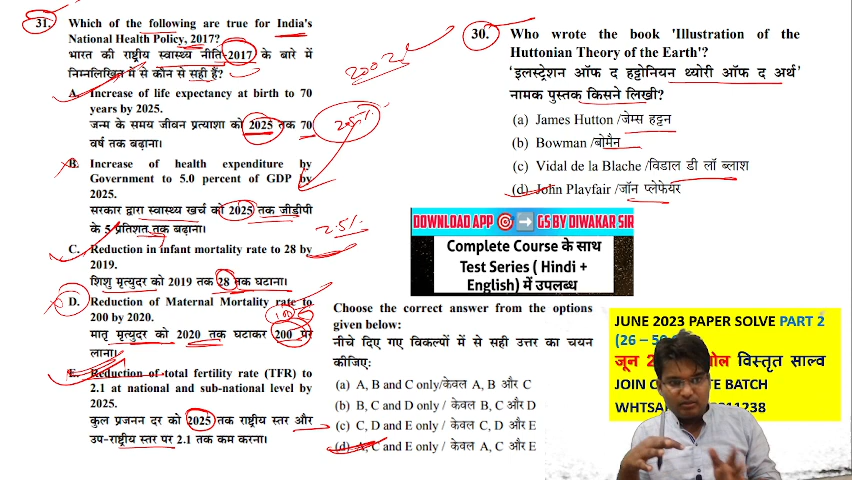 31. Which of the following are true for India's
National Health Policy, 2017?
भारत की राष्ट्रीय स्वास्थ्य नीति-2017 के बारे में
निम्नलिखित में से कौन से सही हैं?
A. Increase of life expectancy at birth to 70
years by 2025.
जन्म के समय जीवन प्रत्याशा को 2025 तक 70
वर्ष तक बढ़ाना।
B. Increase of health expenditure by
Government to 5.0 percent of GDP by
2025.
सरकार द्वारा स्वास्थ्य खर्च को 2025 तक जीडीपी
के 5 प्रतिशत तक बढ़ाना।
2.5%
C. Reduction in infant mortality rate to 28 by
2019.
शिशु मृत्युदर को 2019 तक 28 तक घटाना।
D. Reduction of Maternal Mortality rate to
200 by 2020.
100
मातृ मृत्युदर को 2020 तक घटाकर 200 पर
लाना।
E. Reduction of total fertility rate (TFR) to
2.1 at national and sub-national level by
2025.
कुल प्रजनन दर को 2025 तक राष्ट्रीय स्तर और
उप-राष्ट्रीय स्तर पर 2.1 तक कम करना।
30. Who wrote the book 'Illustration of the
Huttonian Theory of the Earth'?
'इलस्ट्रेशन ऑफ द हट्टोनियन थ्योरी ऑफ द अर्थ'
नामक पुस्तक किसने लिखी?
(a) James Hutton /जेम्स हट्टन
(b) Bowman /बोमैन
(c) Vidal de la Blache /विडाल डी लॉ ब्लाश
(d) John Playfair /जॉन प्लेफेयर
DOWNLOAD APP GS BY DIWAKAR SIR
Complete Course के साथ
Test Series ( Hindi +
English) में उपलब्ध
Choose the correct answer from the options
given below:
नीचे दिए गए विकल्पों में से सही उत्तर का चयन
कीजिए:
(a) A, B and C only/केवल A, B और C
(b) B, C and D only / केवल B, C और D
(c) C, D and E only / केवल C, D और E
(d) A, C and E only / केवल A, C और E
JUNE 2023 PAPER SOLVE PART 2
(26 –
जून विस्तृत साल्व
JOIN BATCH
11238